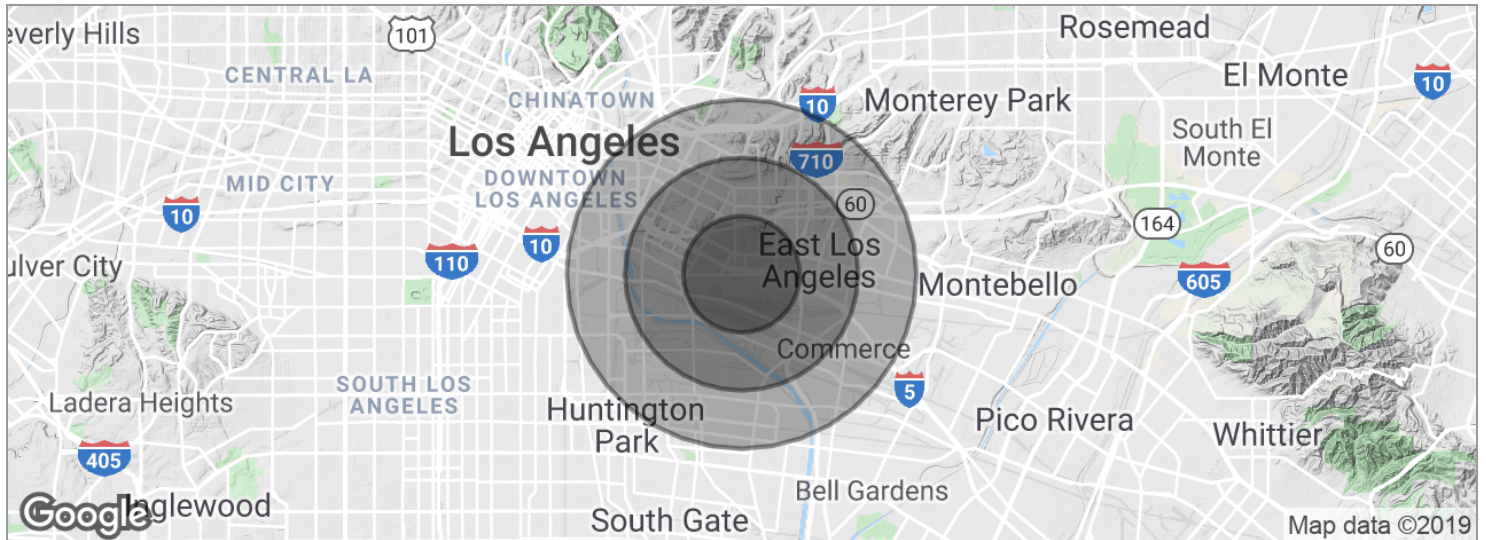 everly Hills
101
Rosemead
CENTRAL LA
El Monte
10
CHINATOWN
10
Monterey Park
Los Angeles
South El
Monte
710
MID CITY
DOWNTOWN
LOS ANGELES
10
60
164
10
East Los
Angeles
60
ulver City
110
Montebello
605
Commerce
SOUTH LOS
ANGELES
5
Ladera Heights
Huntington
Park
Pico Rivera
Whittier
405
Bell Gardens
Google
Inglewood
South Gate
Map data ©2019